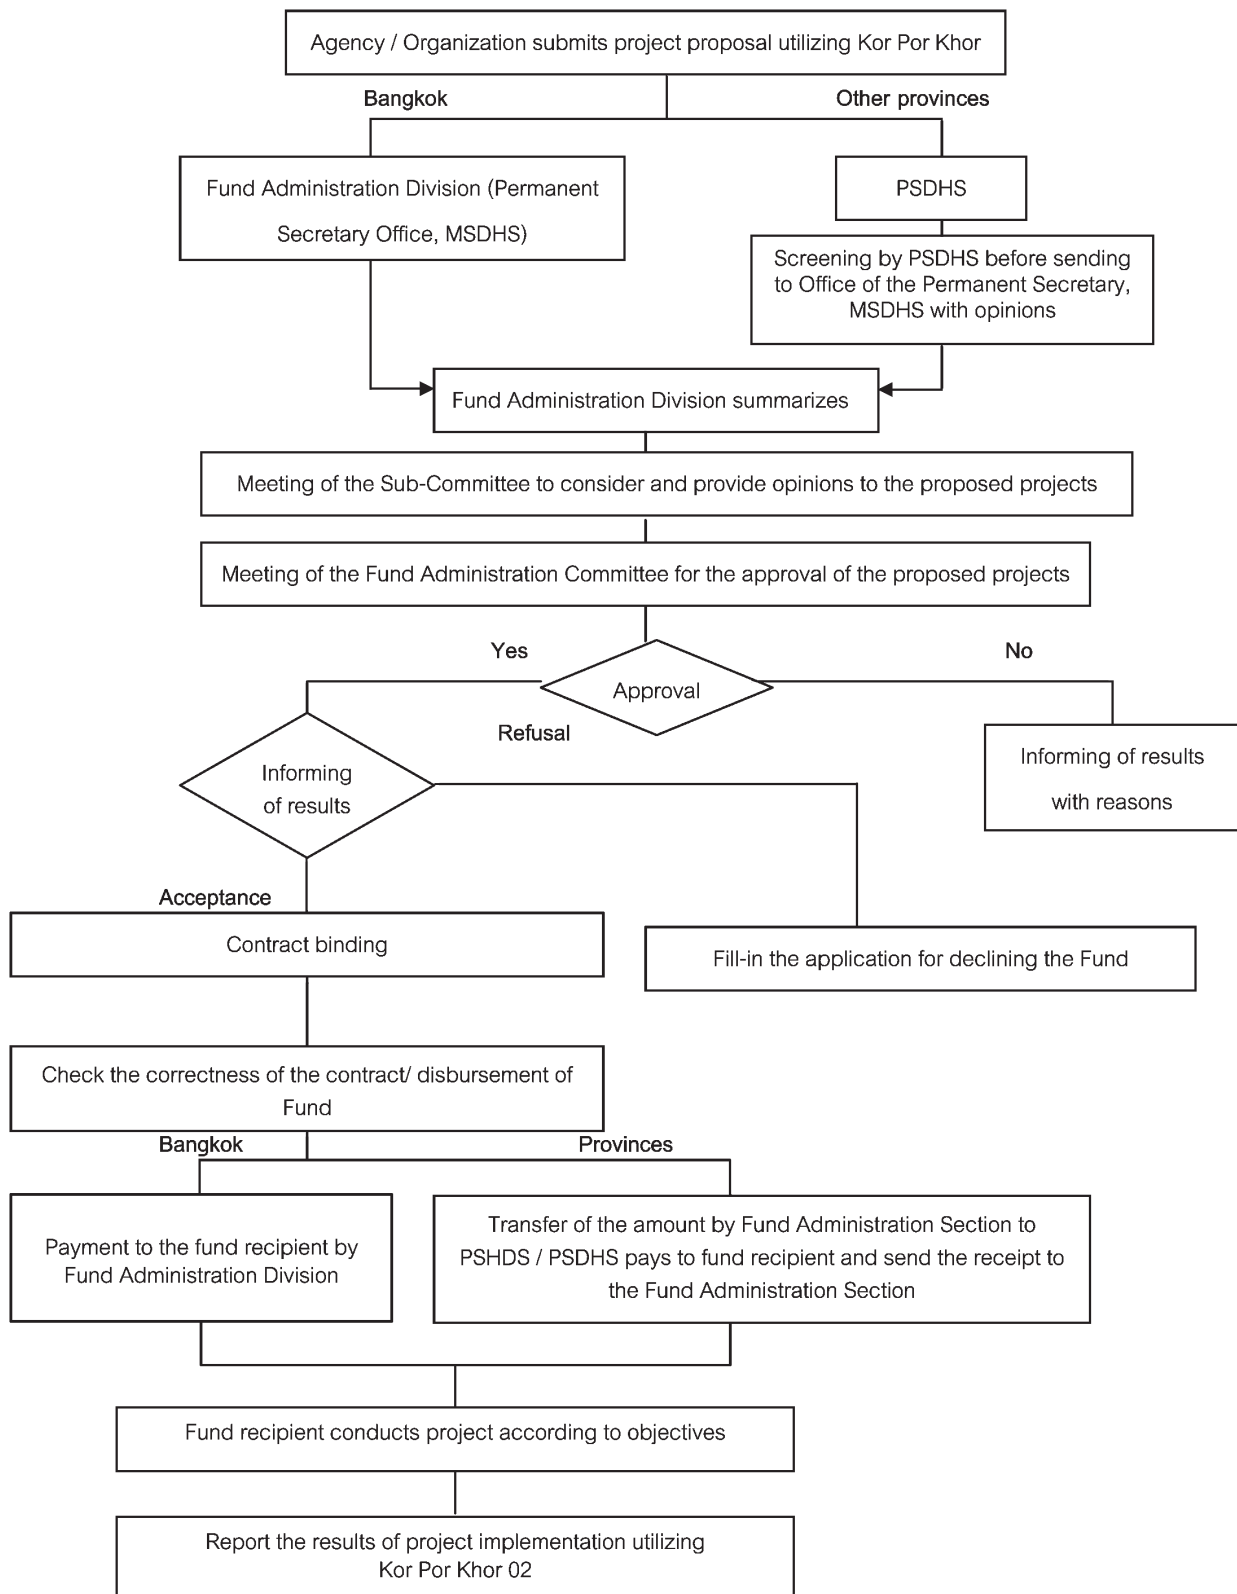 Agency / Organization submits project proposal utilizing Kor Por Khor
Bangkok
Other provinces
Fund Administration Division (Permanent
Secretary Office, MSDHS)
PSDHS
Screening by PSDHS before sending
to Office of the Permanent Secretary,
MSDHS with opinions
Fund Administration Division summarizes
Meeting of the Sub-Committee to consider and provide opinions to the proposed projects
Meeting of the Fund Administration Committee for the approval of the proposed projects
Yes
No
Approval
Refusal
Informing
of results
Informing of results
with reasons
Acceptance
Contract binding
Fill-in the application for declining the Fund
Check the correctness of the contract/ disbursement of
Fund
Bangkok
Provinces
Payment to the fund recipient by
Fund Administration Division
Transfer of the amount by Fund Administration Section to
PSHDS / PSDHS pays to fund recipient and send the receipt to
the Fund Administration Section
Fund recipient conducts project according to objectives
Report the results of project implementation utilizing
Kor Por Khor 02